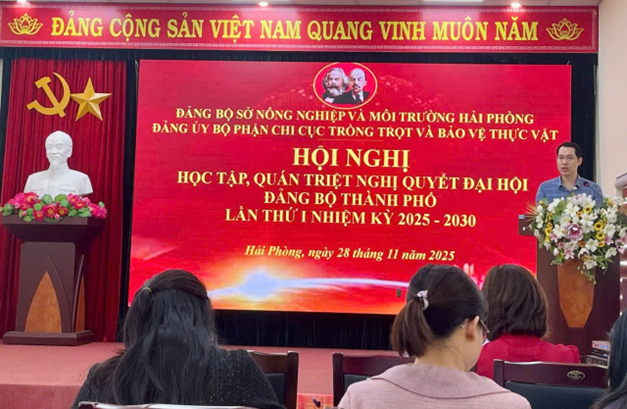 ĐẢNG CỘNG SẢN VIỆT NAM QUANG VINH MUÔN NĂM
ĐẢNG BỘ SỞ NÔNG NGHIỆP VÀ MÔI TRƯỜNG HẢI PHÒNG
ĐẢNG ỦY BỘ PHẬN CHI CỤC TRỒNG TRỌT VÀ BẢO VỆ THỰC VẬT
HỘI NGHỊ
HỌC TẬP, QUÁN TRIỆT NGHỊ QUYẾT ĐẠI HỘI
ĐẢNG BỘ THÀNH PHỐ
LẦN THỨ I NHIỆM KỲ 2025 - 2030
Hải Phòng, ngày 28 tháng 11 năm 2025